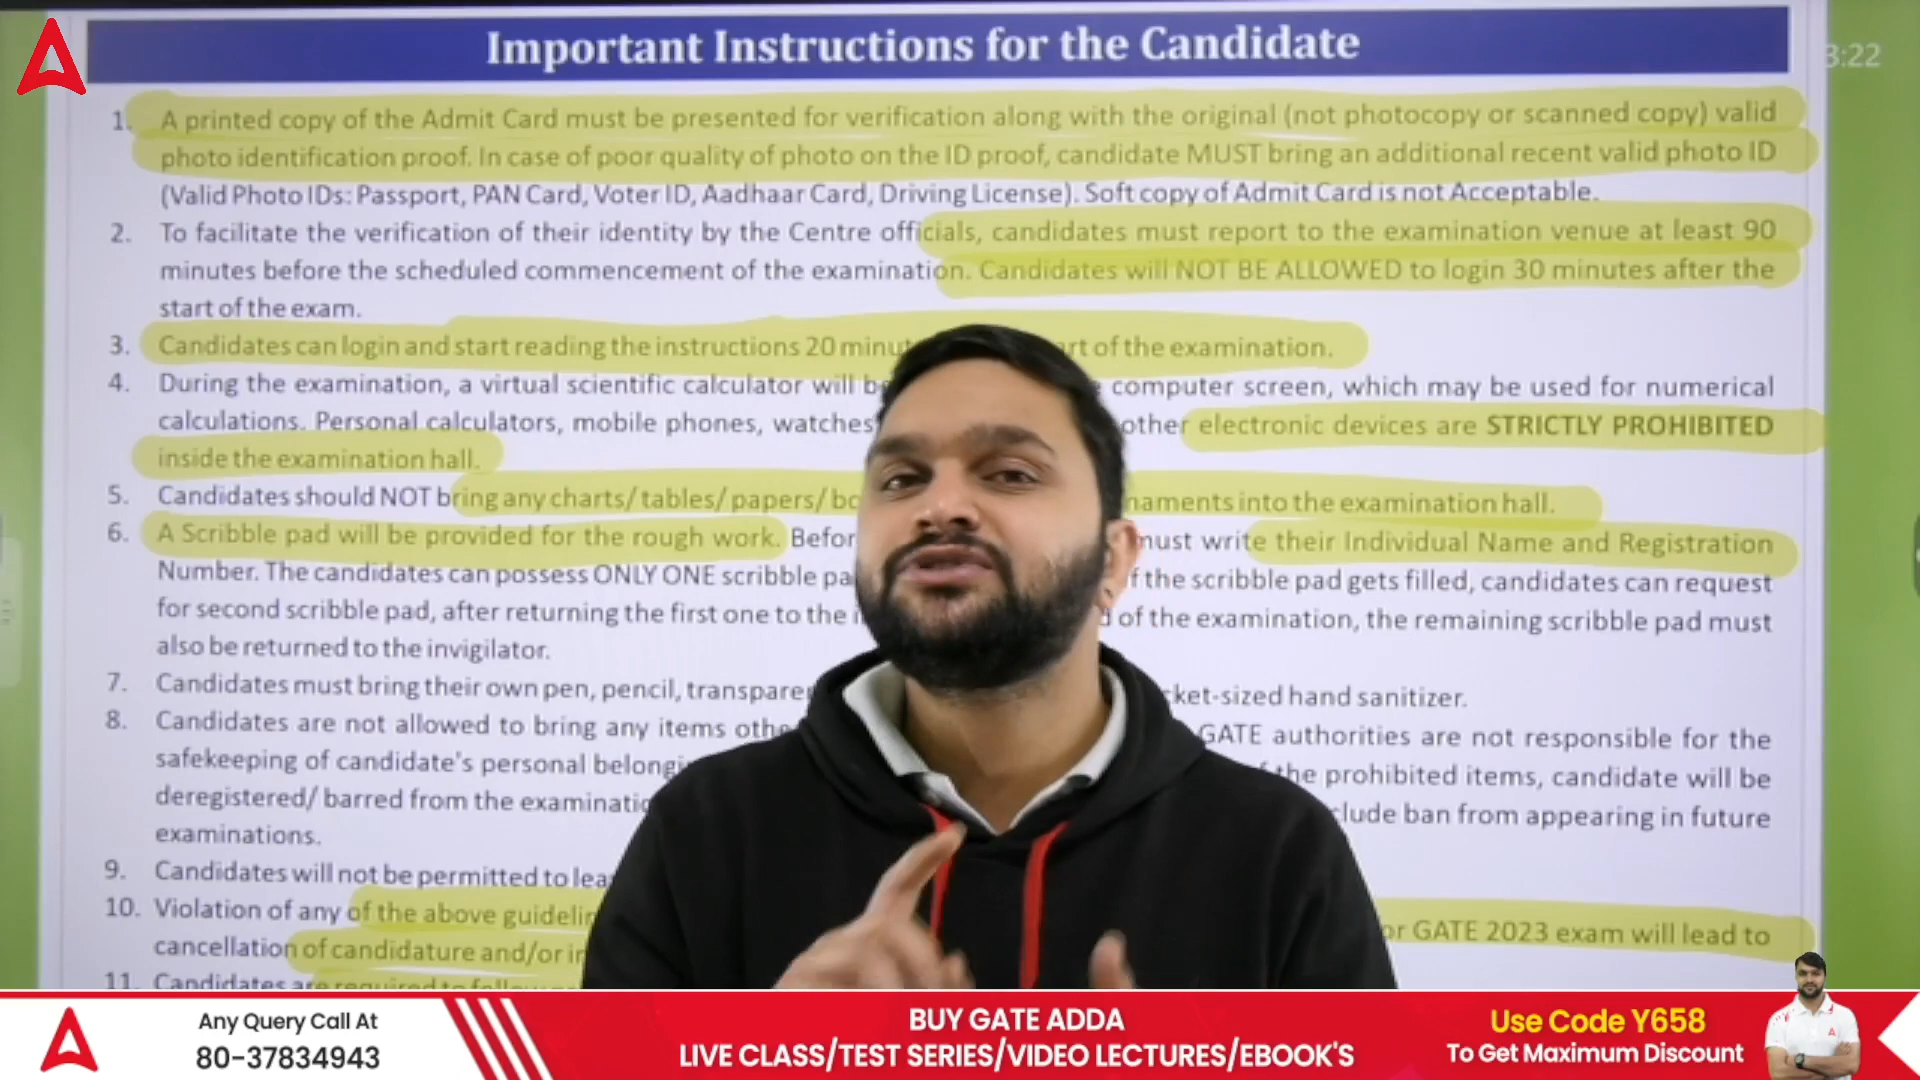 Important Instructions for the Candidate
3:22
1. A printed copy of the Admit Card must be presented for verification along with the original (not photocopy or scanned copy) valid
photo identification proof. In case of poor quality of photo on the ID proof, candidate MUST bring an additional recent valid photo ID
(Valid Photo IDs: Passport, PAN Card, Voter ID, Aadhaar Card, Driving License). Soft copy of Admit Card is not Acceptable.
2. To facilitate the verification of their identity by the Centre officials, candidates must report to the examination venue at least 90
minutes before the scheduled commencement of the examination. Candidates will NOT BE ALLOWED to login 30 minutes after the
start of the exam.
3. Candidates can login and start reading the instructions 20 minut rt of the examination.
4. During the examination, a virtual scientific calculator will b computer screen, which may be used for numerical
calculations. Personal calculators, mobile phones, watches other electronic devices are STRICTLY PROHIBITED
inside the examination hall.
5. Candidates should NOT bring any charts/ tables/ papers/ bo naments into the examination hall.
6. A Scribble pad will be provided for the rough work. Befor must write their Individual Name and Registration
Number. The candidates can possess ONLY ONE scribble pa f the scribble pad gets filled, candidates can request
for second scribble pad, after returning the first one to the i d of the examination, the remaining scribble pad must
also be returned to the invigilator.
7. Candidates must bring their own pen, pencil, transpare cket-sized hand sanitizer.
8. Candidates are not allowed to bring any items othe GATE authorities are not responsible for the
safekeeping of candidate's personal belongi f the prohibited items, candidate will be
deregistered/ barred from the examinatio clude ban from appearing in future
examinations.
9. Candidates will not be permitted to lea
10. Violation of any of the above guidelin or GATE 2023 exam will lead to
cancellation of candidature and/or i
11. Candidates are required to follow
Any Query Call At
80-37834943
BUY GATE ADDA
LIVE CLASS/TEST SERIES/VIDEO LECTURES/EBOOK'S
Use Code Y658
To Get Maximum Discount